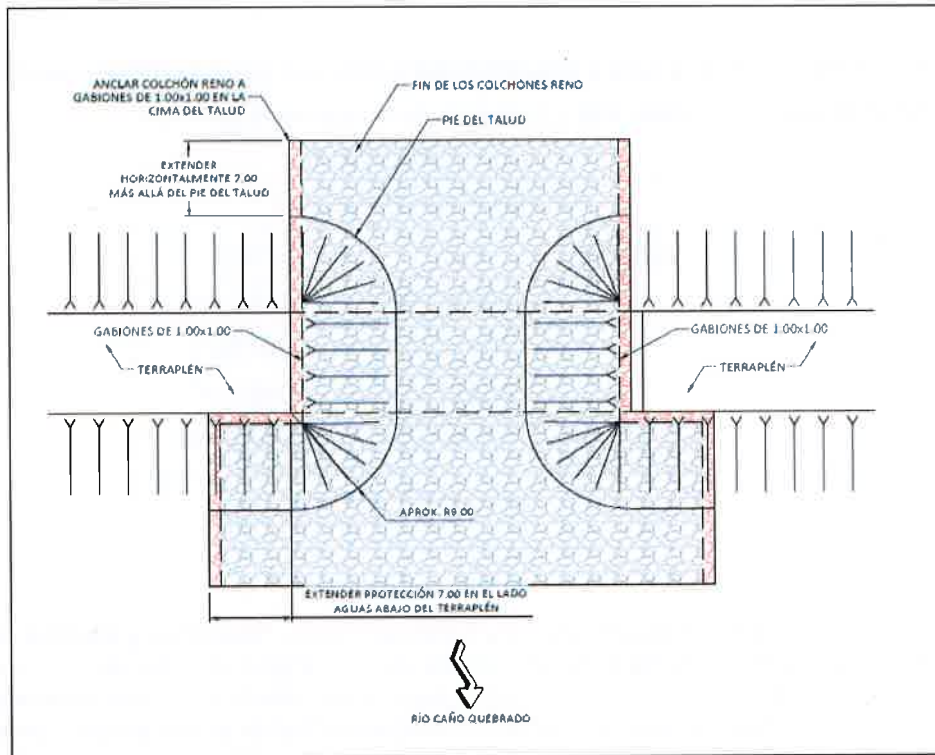 ANCLAR COLCHÓN RENO A
GABIONES DE 1.00x1.00 EN LA
CIMA DEL TALUD
FIN DE LOS COLCHONES RENO
PIE DEL TALUD
EXTENDER
HORIZONTALMENTE 7.00
MÁS ALLÁ DEL PIE DEL TALUD
GABIONES DE 1.00x1.00
TERRAPLÉN
GABIONES DE 1.00x1.00
TERRAPLÉN
APROX. R9.00
EXTENDER PROTECCIÓN 7.00 EN EL LADO
AGUAS ABAJO DEL TERRAPLÉN
RÍO CAÑO QUEBRADO